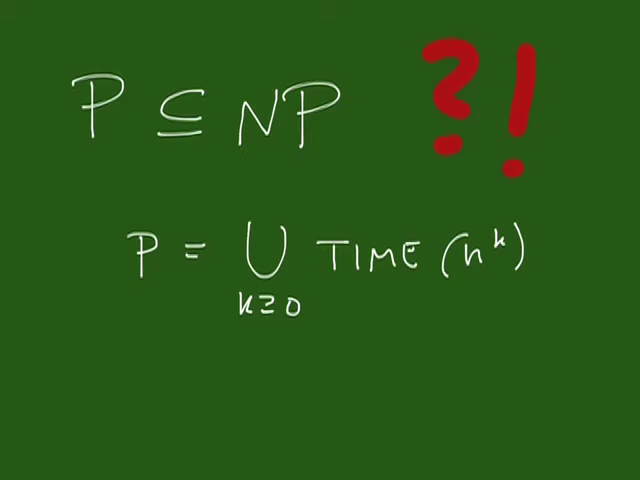 P ⊆ NP ?!
P = ⋃ TIME (n^k)
k ≥ 0